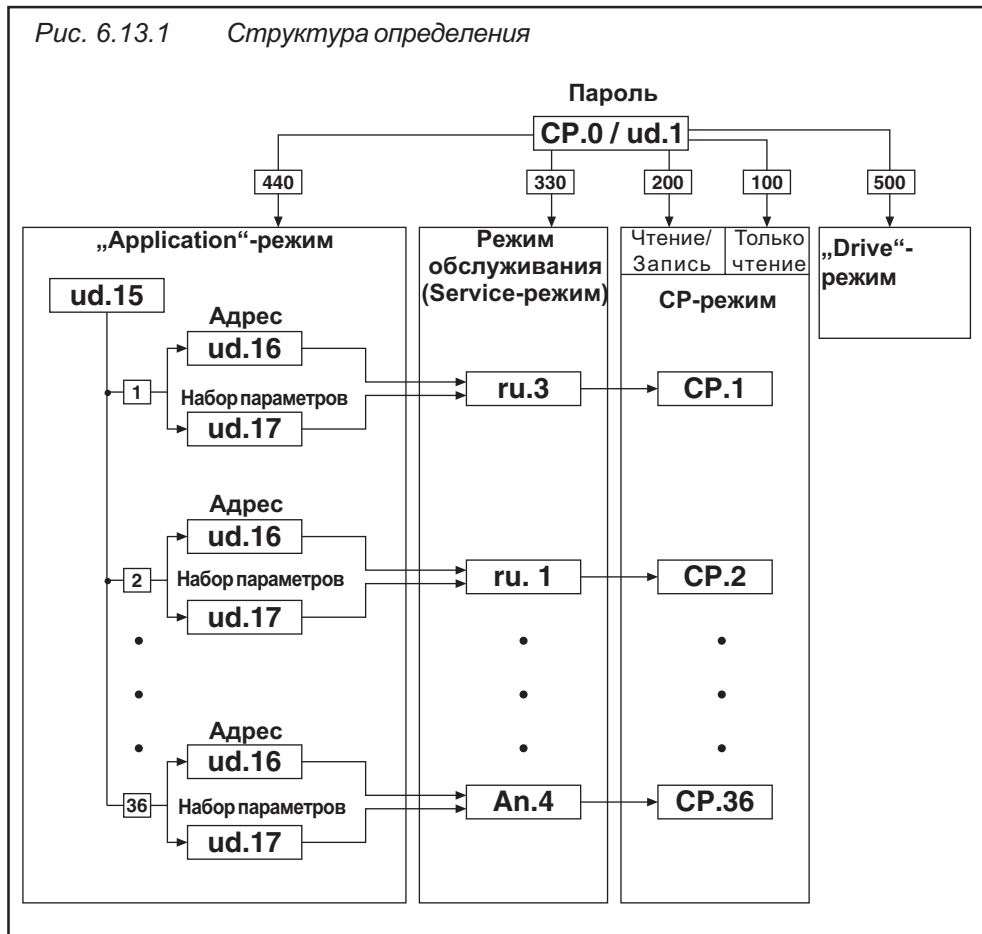 Рис. 6.13.1 Структура определения
Пароль
CP.0 / ud.1
440
330
200
100
500
„Application“-режим
ud.15
Адрес
ud.16
1
Набор параметров
ud.17
Адрес
ud.16
2
Набор параметров
ud.17
Адрес
ud.16
36
Набор параметров
ud.17
Режим
обслуживания
(Service-режим)
ru.3
ru. 1
An.4
Чтение/
Запись
Только
чтение
CP-режим
CP.1
CP.2
CP.36
„Drive“-
режим